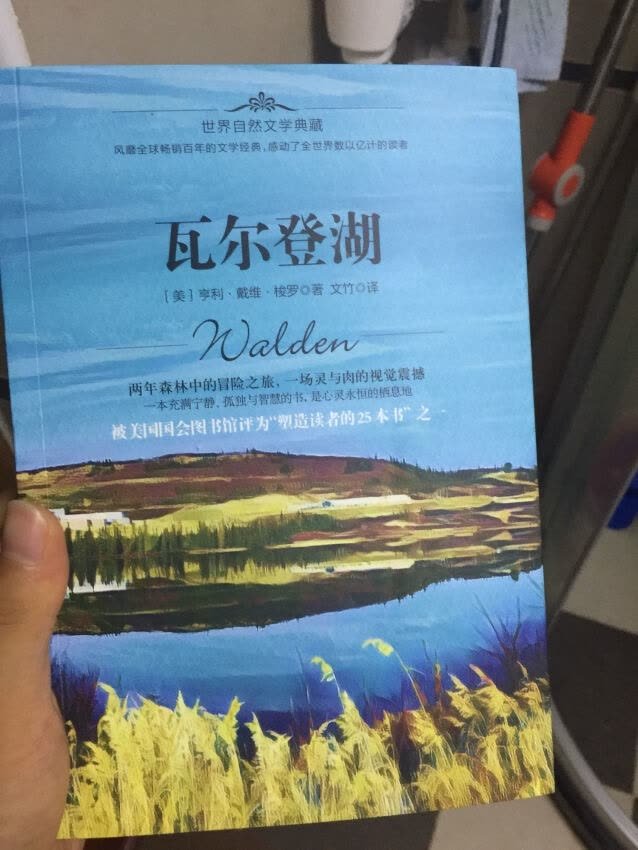 世界自然文学典藏
风靡全球畅销百年的文学经典，感动了全世界数以亿计的读者
瓦尔登湖
［美］亨利·戴维·梭罗◎著 文竹◎译
Walden
两年森林中的冒险之旅，一场灵与肉的视觉震撼
一本充满宁静、孤独与智慧的书，是心灵永恒的栖息地
被美国国会图书馆评为“塑造读者的25本书”之一